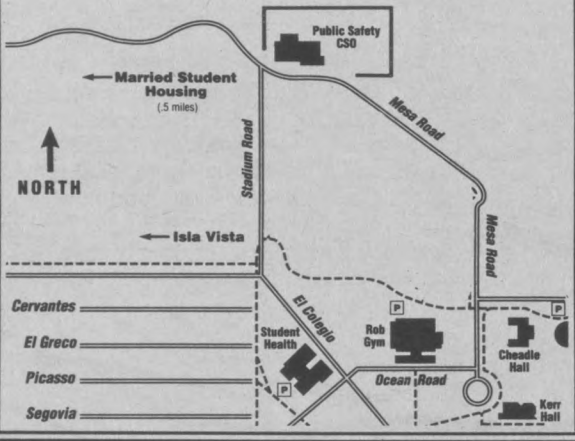 Public Safety
CSO
Married Student
Housing
(.5 miles)
Mesa Road
Stadium Road
NORTH
Mesa Road
Isla Vista
Cervantes
El Colegio
P
P
Student
Health
Rob
Gym
El Greco
Cheadle
Hall
Picasso
P
Ocean Road
Segovia
Kerr
Hall